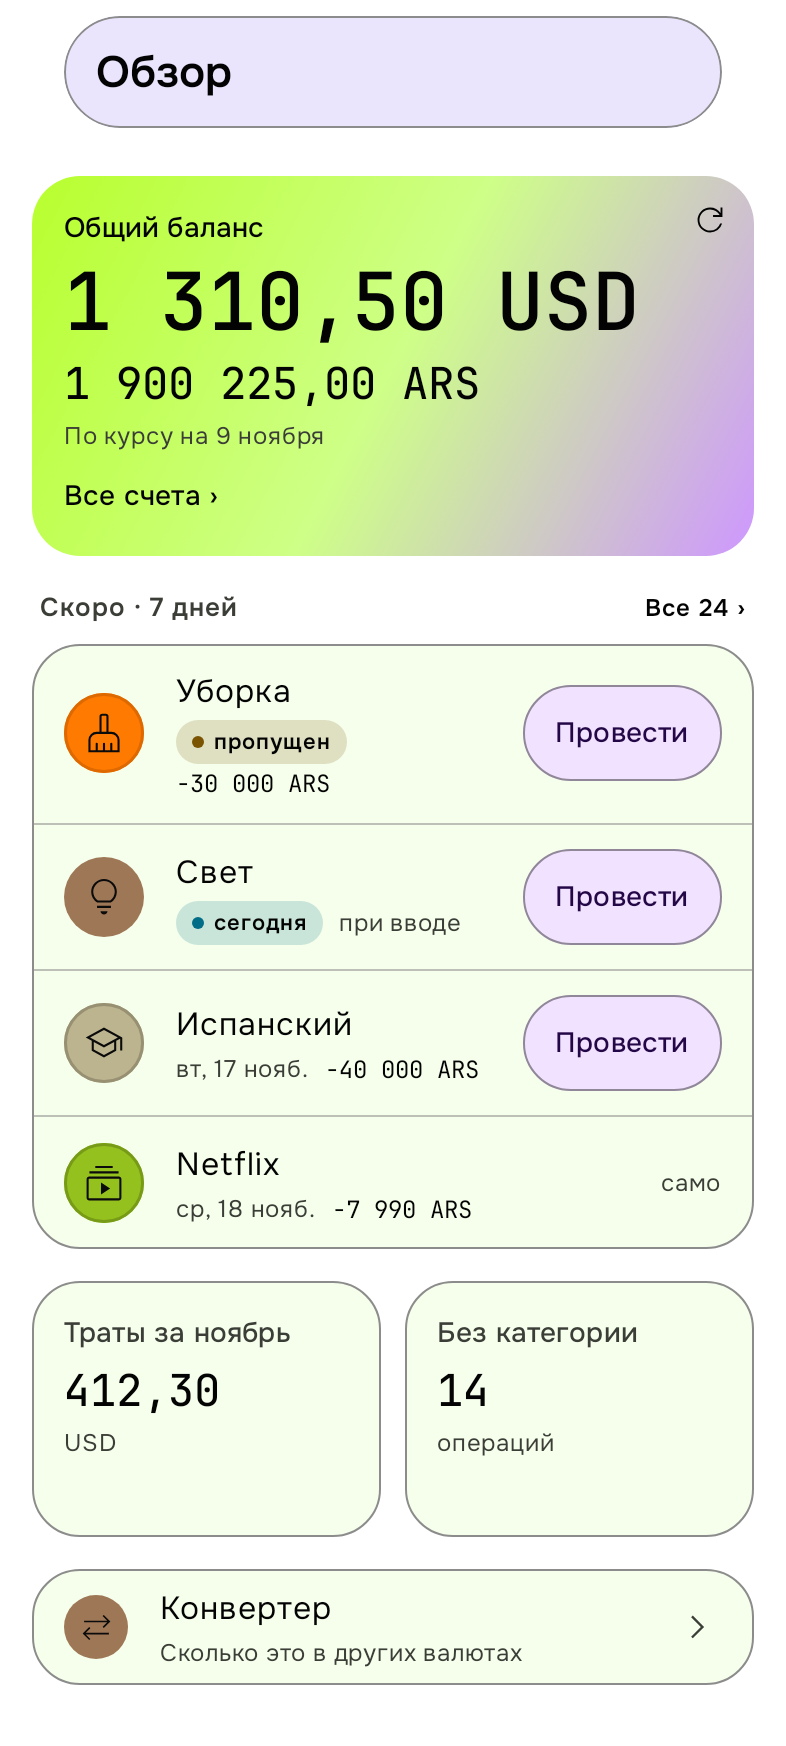 Обзор
Общий баланс
1 310,50 USD
1 900 225,00 ARS
По курсу на 9 ноября
Все счета ›
Скоро · 7 дней
Все 24 ›
Уборка
пропущен
-30 000 ARS
Провести
Свет
сегодня при вводе
Провести
Испанский
вт, 17 нояб. -40 000 ARS
Провести
Netflix
ср, 18 нояб. -7 990 ARS
само
Траты за ноябрь
412,30
USD
Без категории
14
операций
Конвертер
Сколько это в других валютах